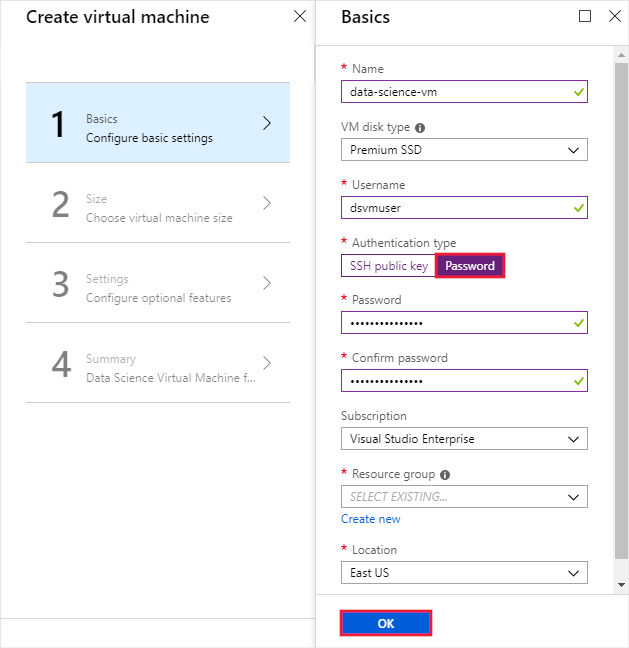 Create virtual machine
1
Basics
Configure basic settings
2
Size
Choose virtual machine size
3
Settings
Configure optional features
4
Summary
Data Science Virtual Machine f...
Basics
* Name
data-science-vm
VM disk type
Premium SSD
* Username
dsvmuser
* Authentication type
SSH public key Password
* Password
•••••••••••••••
* Confirm password
•••••••••••••••
Subscription
Visual Studio Enterprise
* Resource group
SELECT EXISTING...
Create new
* Location
East US
OK